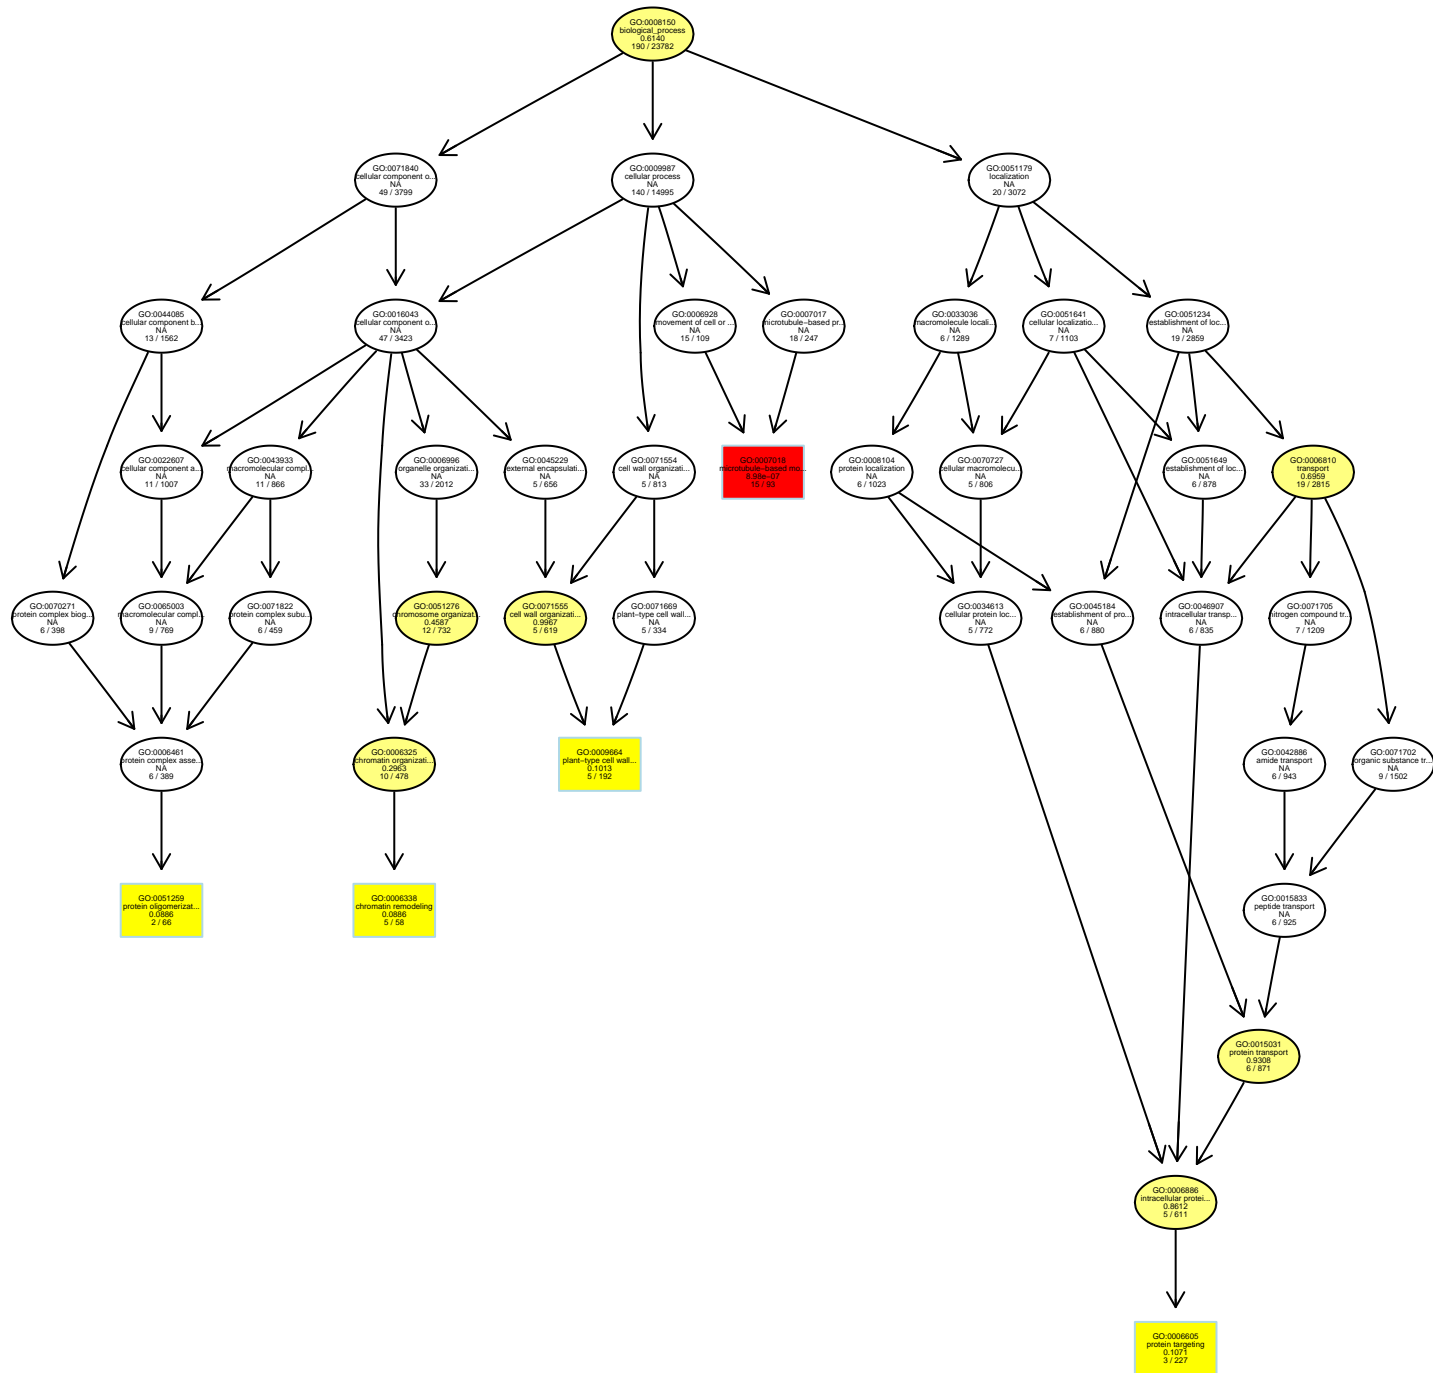 GO:0008150
biological_process
0.6140
190 / 23782
GO:0071840
cellular component o...
NA
49 / 3799
GO:0009987
cellular process
NA
140 / 14995
GO:0051179
localization
NA
20 / 3072
GO:0044085
cellular component b...
NA
13 / 1562
GO:0016043
cellular component o...
NA
47 / 3423
GO:0006928
movement of cell or ...
NA
15 / 109
GO:0007017
microtubule−based pr...
NA
18 / 247
GO:0033036
macromolecule locali...
NA
6 / 1289
GO:0051641
cellular localizatio...
NA
7 / 1103
GO:0051234
establishment of loc...
NA
19 / 2859
GO:0022607
cellular component a...
NA
11 / 1007
GO:0043933
macromolecular compl...
NA
11 / 866
GO:0006996
organelle organizati...
NA
33 / 2012
GO:0045229
external encapsulati...
NA
5 / 656
GO:0071554
cell wall organizati...
NA
5 / 813
GO:0007018
microtubule−based mo...
6.98e−07
15 / 93
GO:0008104
protein localization
NA
6 / 1023
GO:0070727
cellular macromolecu...
NA
5 / 806
GO:0051649
establishment of loc...
NA
6 / 878
GO:0006810
transport
0.6959
19 / 2815
GO:0070271
protein complex biog...
NA
6 / 398
GO:0065003
macromolecular compl...
NA
9 / 769
GO:0071822
protein complex subu...
NA
6 / 459
GO:0051276
chromosome organizat...
0.4587
12 / 732
GO:0071555
cell wall organizati...
0.9967
5 / 619
GO:0071669
plant−type cell wall...
NA
5 / 334
GO:0034613
cellular protein loc...
NA
5 / 772
GO:0045184
establishment of pro...
NA
6 / 880
GO:0046907
intracellular transp...
NA
6 / 835
GO:0071705
nitrogen compound tr...
NA
7 / 1209
GO:0006461
protein complex asse...
NA
6 / 389
GO:0006325
chromatin organizati...
0.2963
10 / 478
GO:0009664
plant−type cell wall...
0.1013
5 / 192
GO:0042886
amide transport
NA
6 / 943
GO:0071702
organic substance tr...
NA
9 / 1502
GO:0051259
protein oligomerizat...
0.0886
2 / 66
GO:0006338
chromatin remodeling
0.0886
5 / 58
GO:0015833
peptide transport
NA
6 / 925
GO:0015031
protein transport
0.9308
6 / 871
GO:0006886
intracellular protei...
0.8612
5 / 611
GO:0006605
protein targeting
0.1071
3 / 227